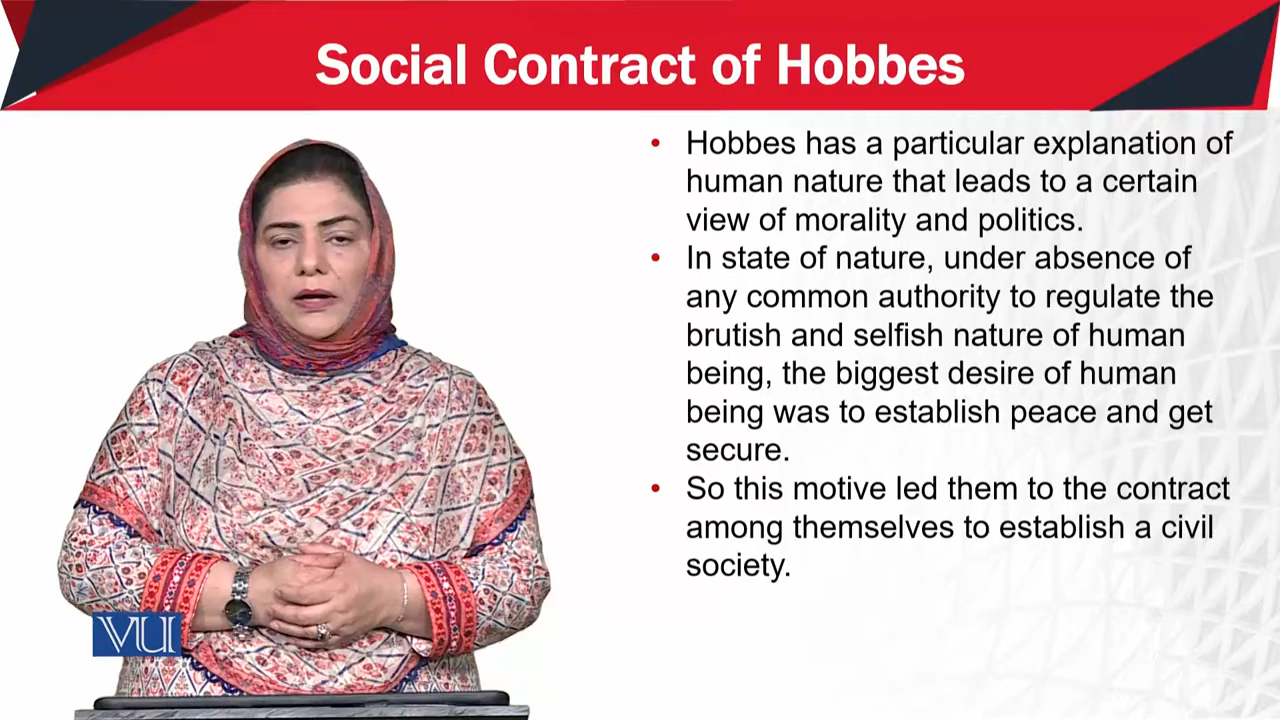 Social Contract of Hobbes
• Hobbes has a particular explanation of
human nature that leads to a certain
view of morality and politics.
• In state of nature, under absence of
any common authority to regulate the
brutish and selfish nature of human
being, the biggest desire of human
being was to establish peace and get
secure.
• So this motive led them to the contract
among themselves to establish a civil
society.
VU